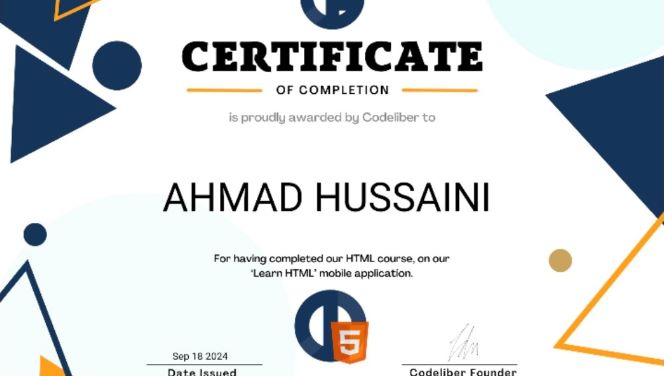 CERTIFICATE
OF COMPLETION
is proudly awarded by Codeliber to
AHMAD HUSSAINI
For having completed our HTML course, on our
'Learn HTML' mobile application.
5
Sep 18 2024
Date Issued
Codeliber Founder